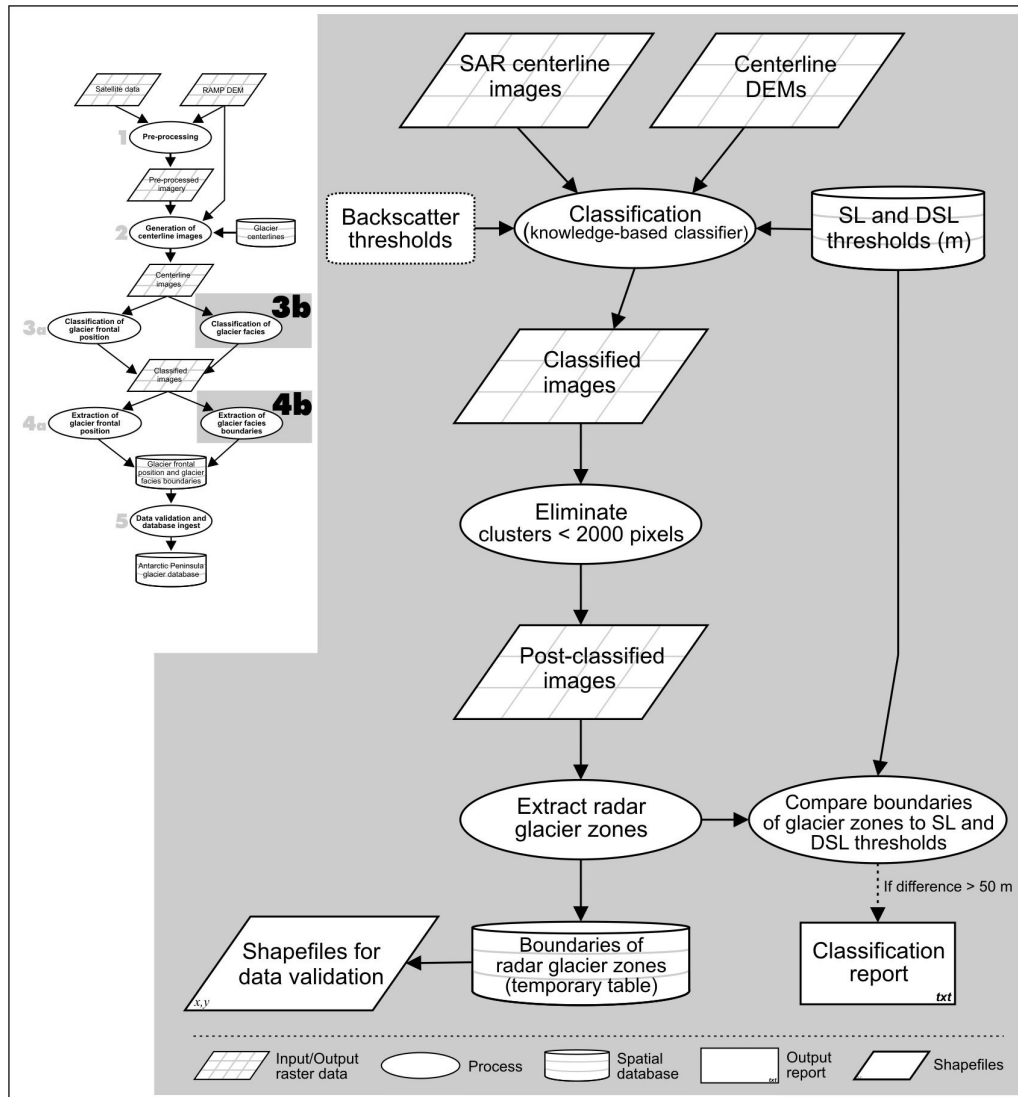 Satellite data
RAMP DEM
1
Pre-processing
Pre-processed
imagery
2
Generation of
centerline images
Glacier
centerlines
Centerline
images
3a
Classification of
glacier frontal
position
3b
Classification of
glacier facies
Classified
images
4a
Extraction of
glacier frontal
position
4b
Extraction of
glacier facies
boundaries
Glacier frontal
position and glacier
facies boundaries
5
Data validation and
database ingest
Antarctic Peninsula
glacier database
SAR centerline
images
Centerline
DEMs
Backscatter
thresholds
Classification
(knowledge-based classifier)
SL and DSL
thresholds (m)
Classified
images
Eliminate
clusters < 2000 pixels
Post-classified
images
Extract radar
glacier zones
Compare boundaries
of glacier zones to SL and
DSL thresholds
If difference > 50 m
Shapefiles for
data validation
x,y
Boundaries of
radar glacier zones
(temporary table)
Classification
report
txt
Input/Output
raster data
Process
Spatial
database
Output
report
txt
Shapefiles